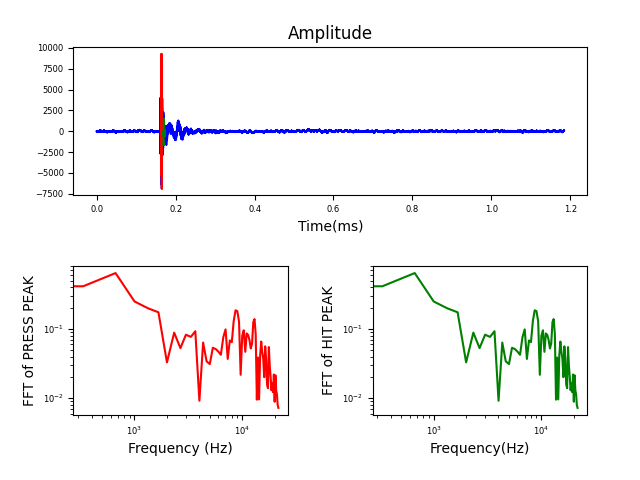 Amplitude
10000
7500
5000
2500
0
−2500
−5000
−7500
0.0 0.2 0.4 0.6 0.8 1.0 1.2
Time(ms)
FFT of PRESS PEAK
10⁻¹
10⁻²
10³ 10⁴
Frequency (Hz)
FFT of HIT PEAK
10⁻¹
10⁻²
10³ 10⁴
Frequency(Hz)